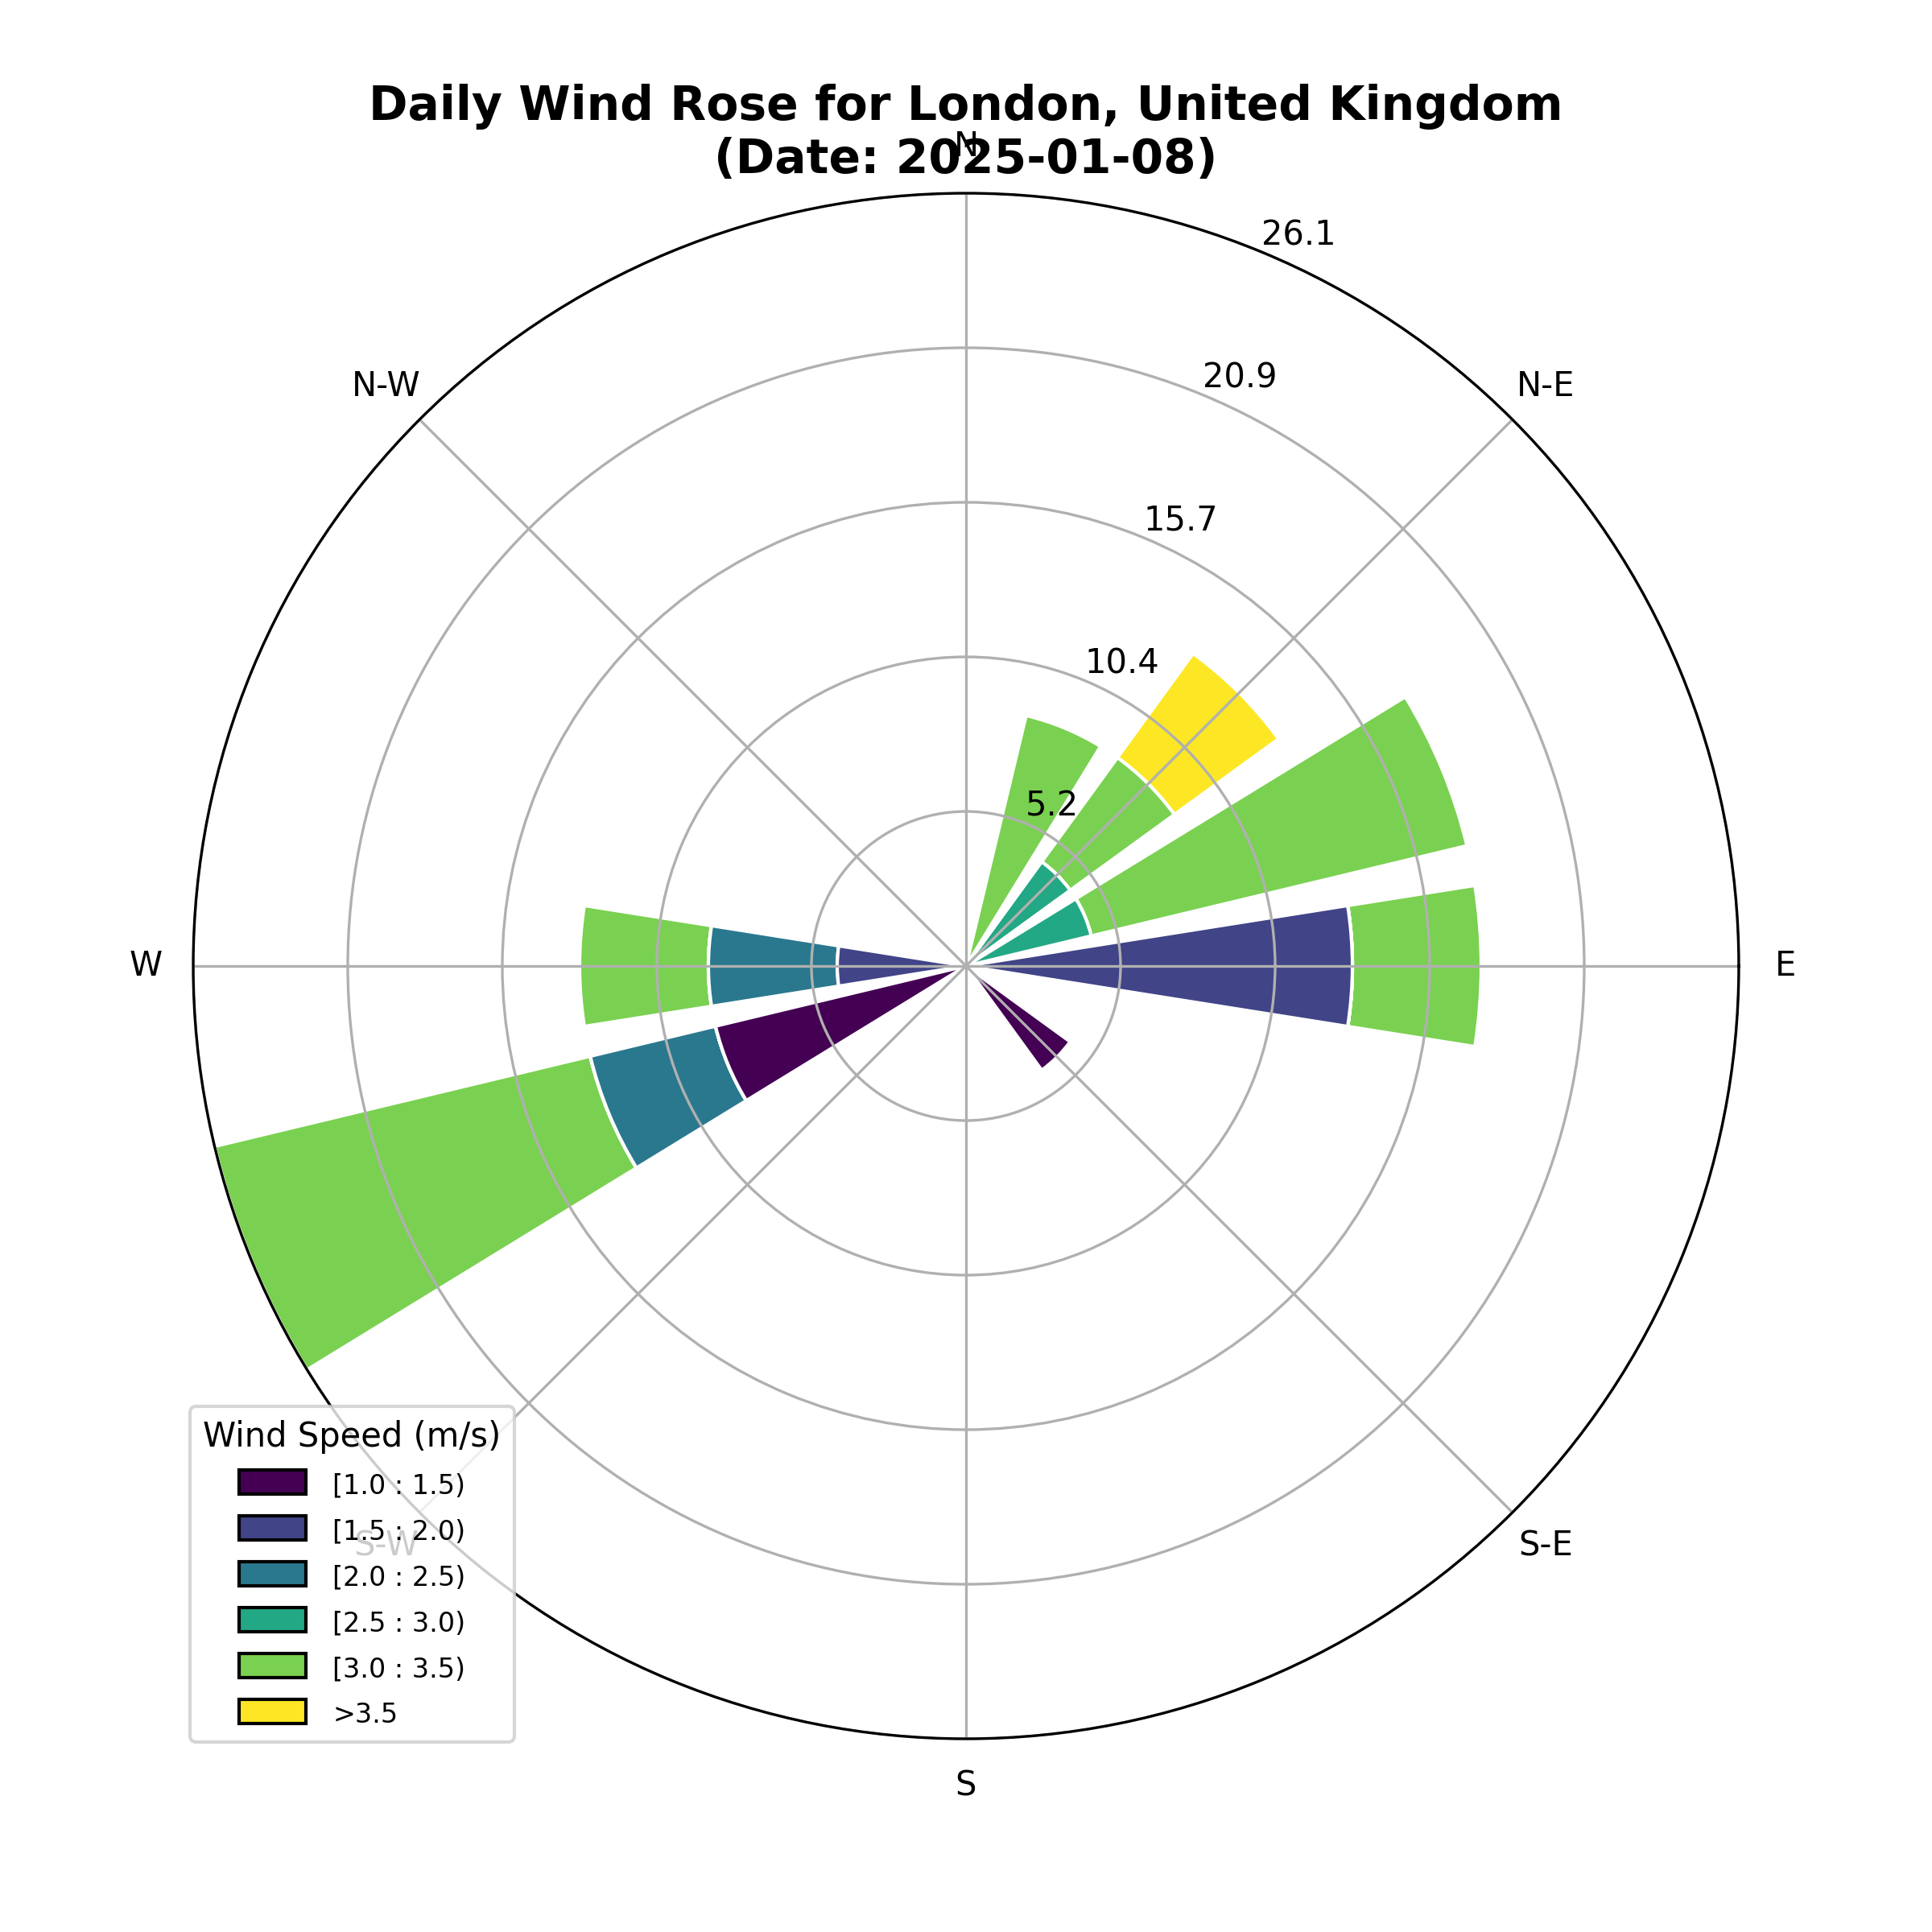 Daily Wind Rose for London, United Kingdom
(Date: 2025-01-08)
N
26.1
20.9
N-W
N-E
15.7
10.4
5.2
W
E
Wind Speed (m/s)
[1.0 : 1.5)
[1.5 : 2.0)
S-W
S-E
[2.0 : 2.5)
[2.5 : 3.0)
[3.0 : 3.5)
>3.5
S